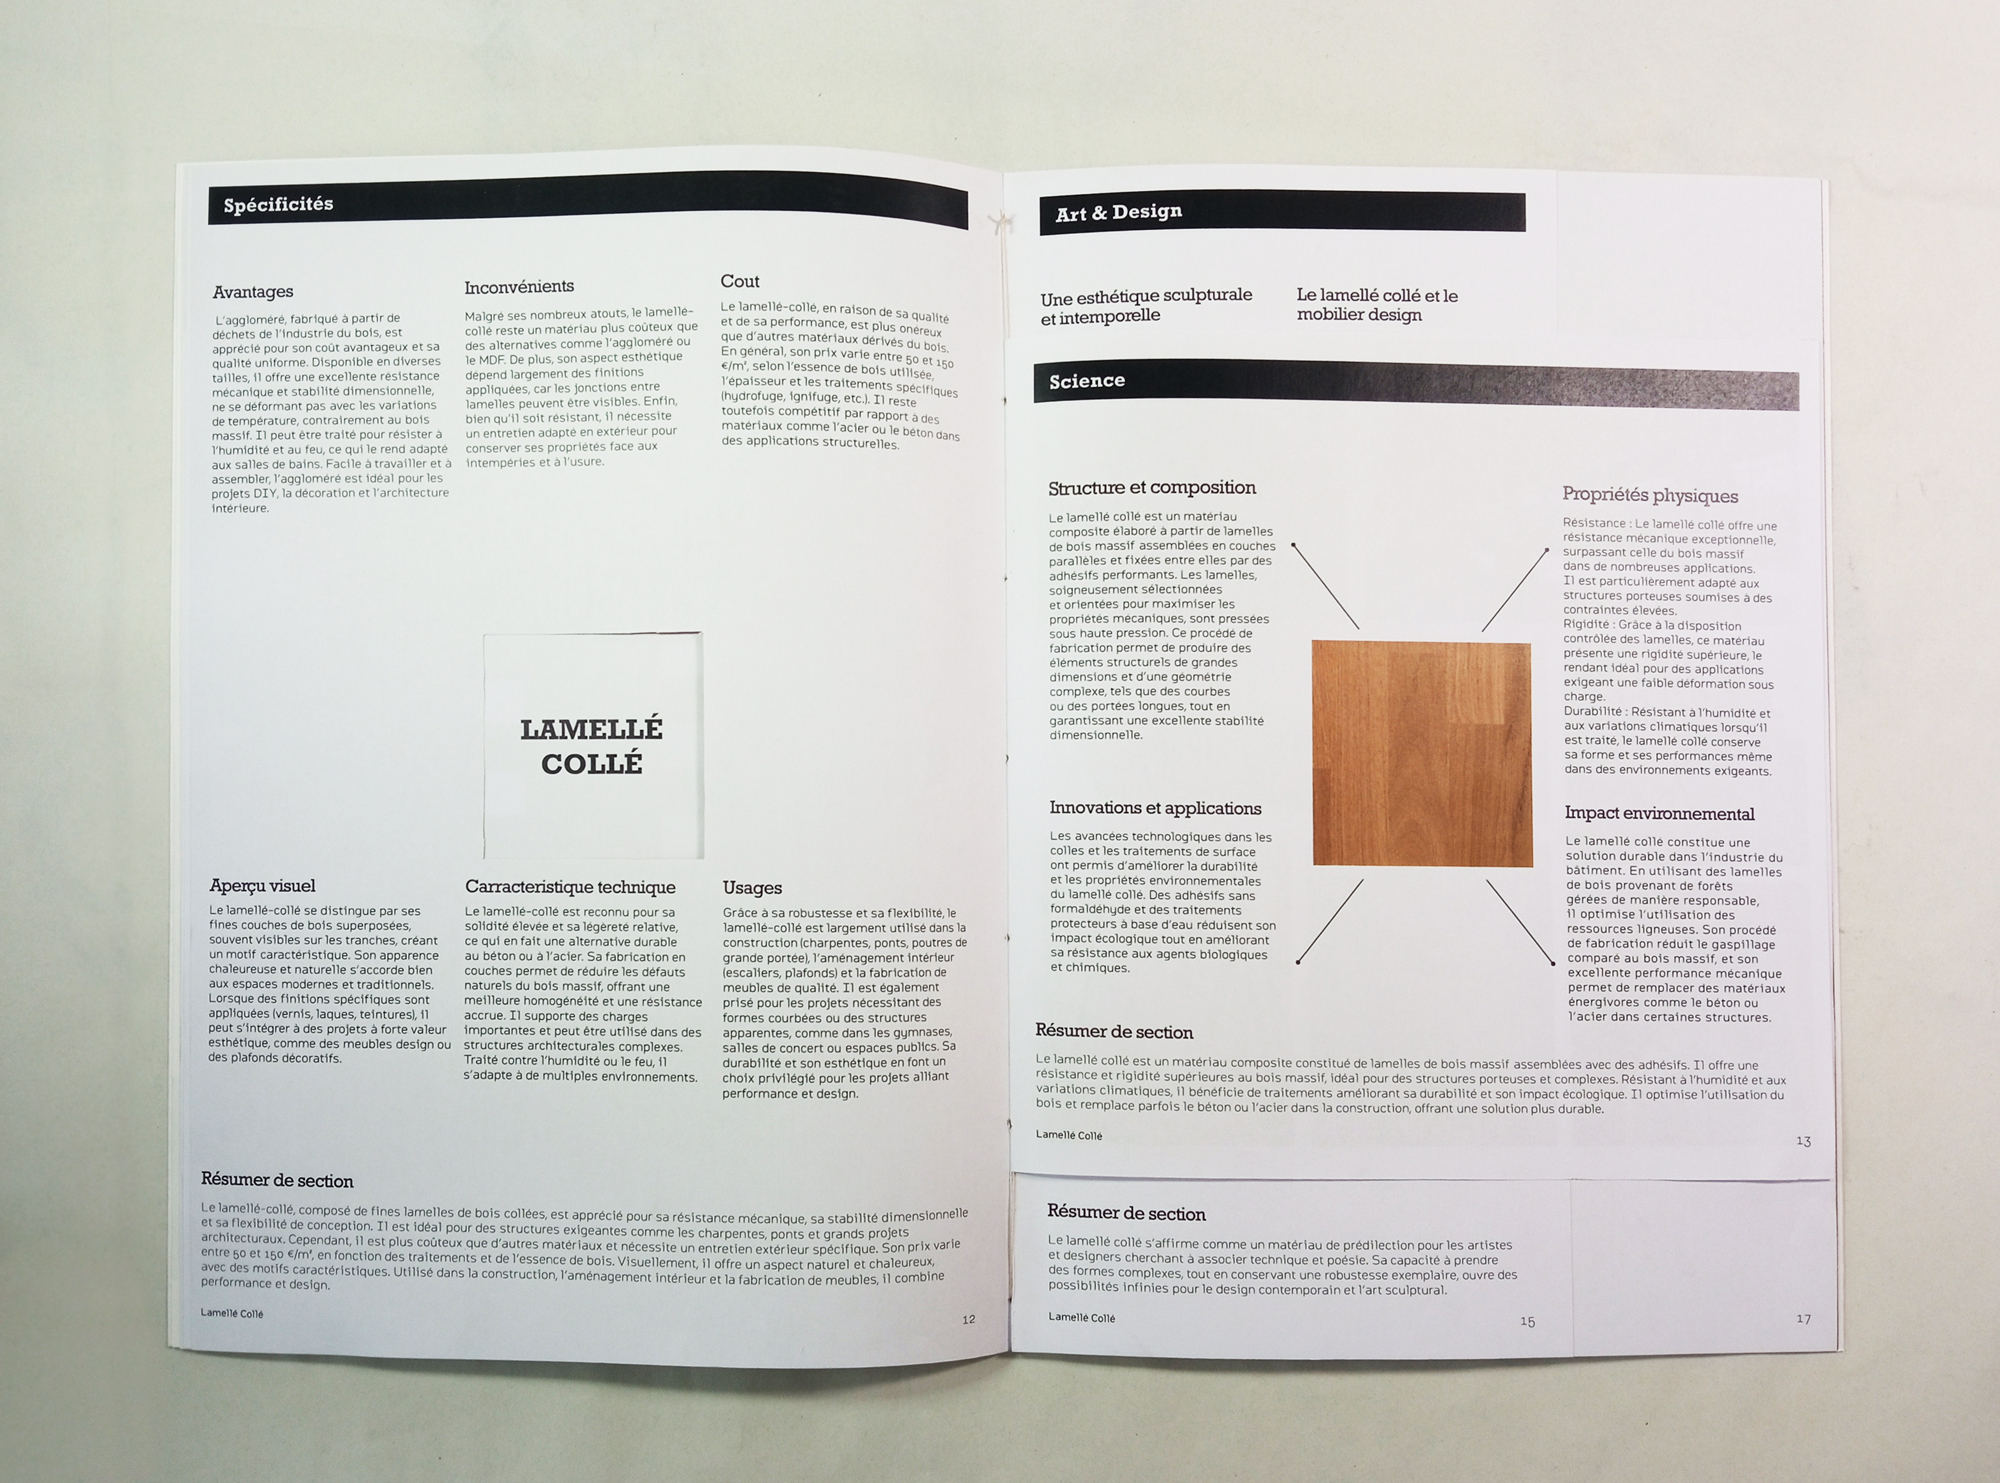 Spécificités
Avantages
L'aggloméré, fabriqué à partir de
déchets de l'industrie du bois, est
apprécié pour son coût avantageux et sa
qualité uniforme. Disponible en diverses
tailles, il offre une excellente résistance
mécanique et stabilité dimensionnelle,
ne se déformant pas avec les variations
de température, contrairement au bois
massif. Il peut être traité pour résister à
l'humidité et au feu, ce qui le rend adapté
aux salles de bains. Facile à travailler et à
assembler, l'aggloméré est idéal pour les
projets DIY, la décoration et l'architecture
intérieure.
Inconvénients
Malgré ses nombreux atouts, le lamellé-
collé reste un matériau plus coûteux que
des alternatives comme l'aggloméré ou
le MDF. De plus, son aspect esthétique
dépend largement des finitions
appliquées, car les jonctions entre
lamelles peuvent être visibles. Enfin,
bien qu'il soit résistant, il nécessite
un entretien adapté en extérieur pour
conserver ses propriétés face aux
intempéries et à l'usure.
Cout
Le lamellé-collé, en raison de sa qualité
et de sa performance, est plus onéreux
que d'autres matériaux dérivés du bois.
En général, son prix varie entre 50 et 150
€/m², selon l'essence de bois utilisée,
l'épaisseur et les traitements spécifiques
(hydrofuge, ignifuge, etc.). Il reste
toutefois compétitif par rapport à des
matériaux comme l'acier ou le béton dans
des applications structurelles.
LAMELLÉ
COLLÉ
Aperçu visuel
Le lamellé-collé se distingue par ses
fines couches de bois superposées,
souvent visibles sur les tranches, créant
un motif caractéristique. Son apparence
chaleureuse et naturelle s'accorde bien
aux espaces modernes et traditionnels.
Lorsque des finitions spécifiques sont
appliquées (vernis, laques, teintures), il
peut s'intégrer à des projets à forte valeur
esthétique, comme des meubles design ou
des plafonds décoratifs.
Carracteristique technique
Le lamellé-collé est reconnu pour sa
solidité élevée et sa légèreté relative,
ce qui en fait une alternative durable
au béton ou à l'acier. Sa fabrication en
couches permet de réduire les défauts
naturels du bois massif, offrant une
meilleure homogénéité et une résistance
accrue. Il supporte des charges
importantes et peut être utilisé dans des
structures architecturales complexes.
Traité contre l'humidité ou le feu, il
s'adapte à de multiples environnements.
Usages
Grâce à sa robustesse et sa flexibilité, le
lamellé-collé est largement utilisé dans la
construction (charpentes, ponts, poutres de
grande portée), l'aménagement intérieur
(escaliers, plafonds) et la fabrication de
meubles de qualité. Il est également
prisé pour les projets nécessitant des
formes courbées ou des structures
apparentes, comme dans les gymnases,
salles de concert ou espaces publics. Sa
durabilité et son esthétique en font un
choix privilégié pour les projets alliant
performance et design.
Résumer de section
Le lamellé-collé, composé de fines lamelles de bois collées, est apprécié pour sa résistance mécanique, sa stabilité dimensionnelle
et sa flexibilité de conception. Il est idéal pour des structures exigeantes comme les charpentes, ponts et grands projets
architecturaux. Cependant, il est plus coûteux que d'autres matériaux et nécessite un entretien extérieur spécifique. Son prix varie
entre 50 et 150 €/m², en fonction des traitements et de l'essence de bois. Visuellement, il offre un aspect naturel et chaleureux,
avec des motifs caractéristiques. Utilisé dans la construction, l'aménagement intérieur et la fabrication de meubles, il combine
performance et design.
Lamellé Collé
12
Art & Design
Une esthétique sculpturale
et intemporelle
Le lamellé collé et le
mobilier design
Science
Structure et composition
Le lamellé collé est un matériau
composite élaboré à partir de lamelles
de bois massif assemblées en couches
parallèles et fixées entre elles par des
adhésifs performants. Les lamelles,
soigneusement sélectionnées
et orientées pour maximiser les
propriétés mécaniques, sont pressées
sous haute pression. Ce procédé de
fabrication permet de produire des
éléments structurels de grandes
dimensions et d'une géométrie
complexe, tels que des courbes
ou des portées longues, tout en
garantissant une excellente stabilité
dimensionnelle.
Propriétés physiques
Résistance : Le lamellé collé offre une
résistance mécanique exceptionnelle,
surpassant celle du bois massif
dans de nombreuses applications.
Il est particulièrement adapté aux
structures porteuses soumises à des
contraintes élevées.
Rigidité : Grâce à la disposition
contrôlée des lamelles, ce matériau
présente une rigidité supérieure, le
rendant idéal pour des applications
exigeant une faible déformation sous
charge.
Durabilité : Résistant à l'humidité et
aux variations climatiques lorsqu'il
est traité, le lamellé collé conserve
sa forme et ses performances même
dans des environnements exigeants.
Innovations et applications
Les avancées technologiques dans les
colles et les traitements de surface
ont permis d'améliorer la durabilité
et les propriétés environnementales
du lamellé collé. Des adhésifs sans
formaldéhyde et des traitements
protecteurs à base d'eau réduisent son
impact écologique tout en améliorant
sa résistance aux agents biologiques
et chimiques.
Impact environnemental
Le lamellé collé constitue une
solution durable dans l'industrie du
bâtiment. En utilisant des lamelles
de bois provenant de forêts
gérées de manière responsable,
il optimise l'utilisation des
ressources ligneuses. Son procédé
de fabrication réduit le gaspillage
comparé au bois massif, et son
excellente performance mécanique
permet de remplacer des matériaux
énergivores comme le béton ou
l'acier dans certaines structures.
Résumer de section
Le lamellé collé est un matériau composite constitué de lamelles de bois massif assemblées avec des adhésifs. Il offre une
résistance et rigidité supérieures au bois massif, idéal pour des structures porteuses et complexes. Résistant à l'humidité et aux
variations climatiques, il bénéficie de traitements améliorant sa durabilité et son impact écologique. Il optimise l'utilisation du
bois et remplace parfois le béton ou l'acier dans la construction, offrant une solution plus durable.
Lamellé Collé
13
Résumer de section
Le lamellé collé s'affirme comme un matériau de prédilection pour les artistes
et designers cherchant à associer technique et poésie. Sa capacité à prendre
des formes complexes, tout en conservant une robustesse exemplaire, ouvre des
possibilités infinies pour le design contemporain et l'art sculptural.
Lamellé Collé
15
17